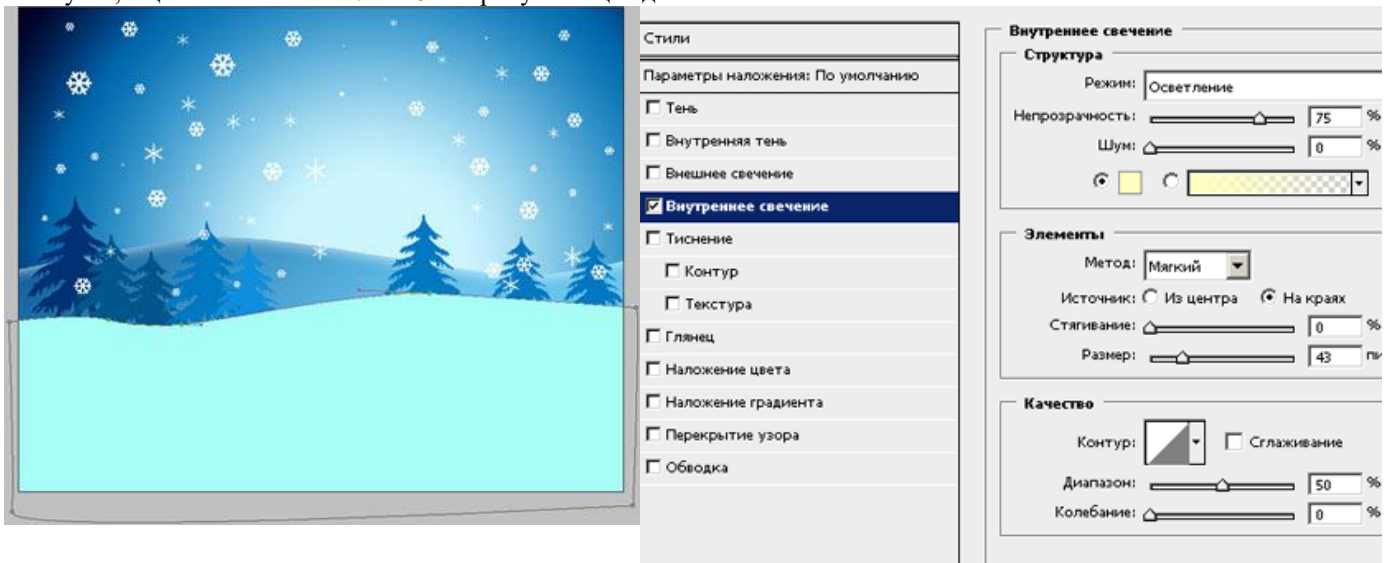 Стили
Параметры наложения: По умолчанию
Тень
Внутренняя тень
Внешнее свечение
Внутреннее свечение
Тиснение
Контур
Текстура
Глянец
Наложение цвета
Наложение градиента
Перекрытие узора
Обводка
Внутреннее свечение
Структура
Режим: Осветление
Непрозрачность: 75 %
Шум: 0 %
Элементы
Метод: Мягкий
Источник: Из центра На краях
Стягивание: 0 %
Размер: 43
Качество
Контур: Сглаживание
Диапазон: 50 %
Колебание: 0 %